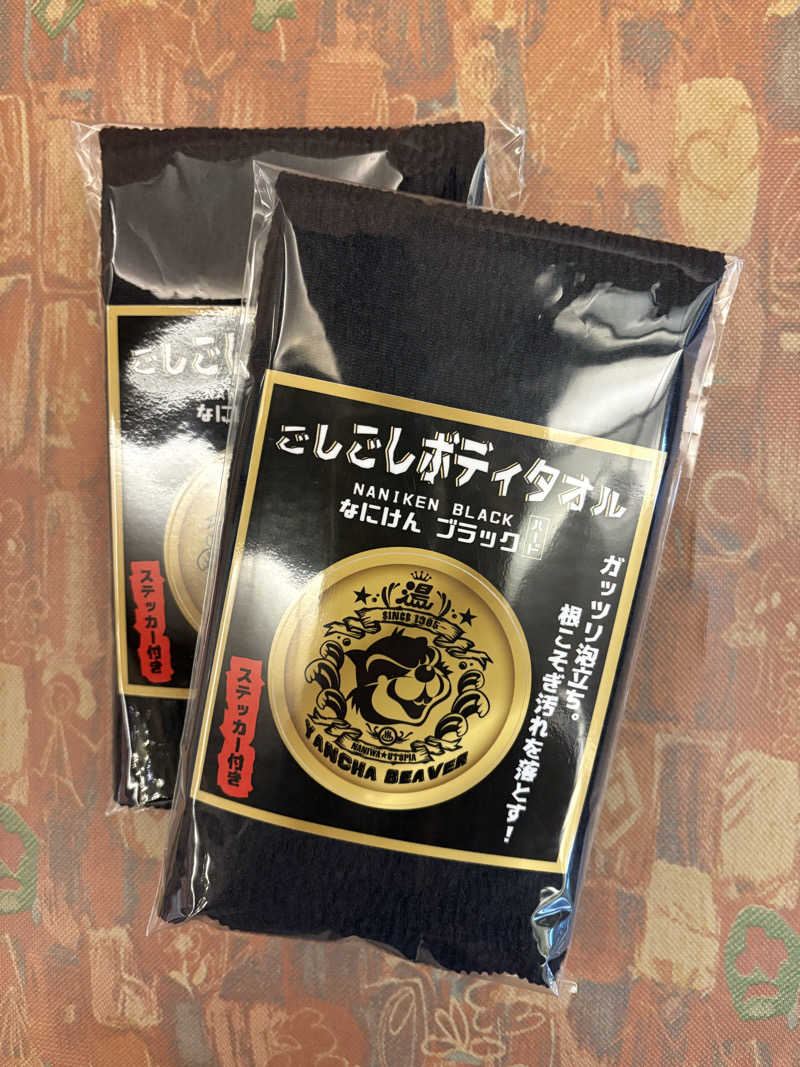 ごしごしボディタオル
NANIKEN BLACK
なにけん ブラック
ハード
ガッツリ泡立ち。
根こそぎ汚れを落とす!
湯
SINCE 1985
NANIWA★UTOPIA
YANCHA BEAVER
ステッカー付き
ごしごし
なに
ステッカー付き